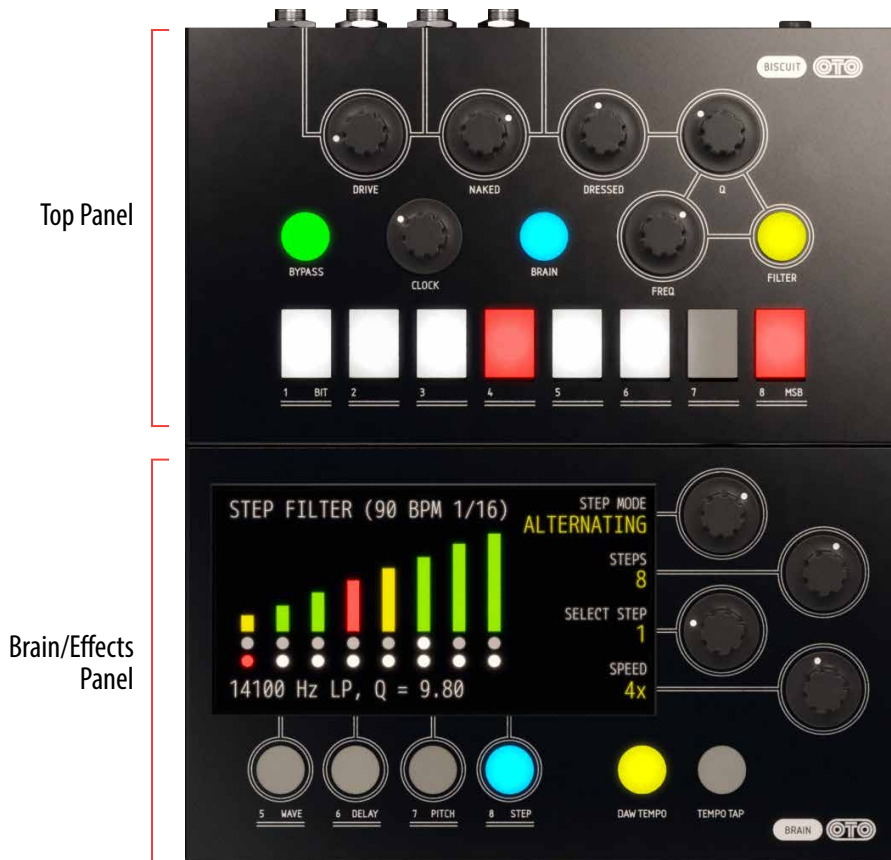 BISCUIT OTO
DRIVE NAKED DRESSED Q
Top Panel
BYPASS CLOCK BRAIN FREQ FILTER
1 BIT 2 3 4 5 6 7 8 MSB
STEP FILTER (90 BPM 1/16)
STEP MODE
ALTERNATING
STEPS
8
SELECT STEP
1
SPEED
4x
14100 Hz LP, Q = 9.80
Brain/Effects
Panel
5 WAVE 6 DELAY 7 PITCH 8 STEP DAW TEMPO TEMPO TAP
BRAIN OTO